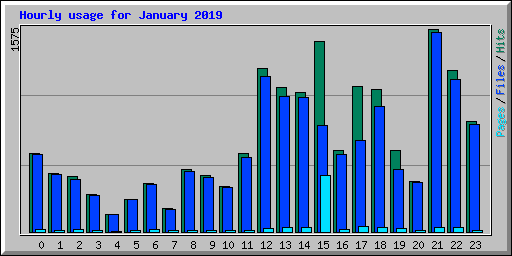 Hourly usage for January 2019
1575
Pages/Files/Hits
0 1 2 3 4 5 6 7 8 9 10 11 12 13 14 15 16 17 18 19 20 21 22 23